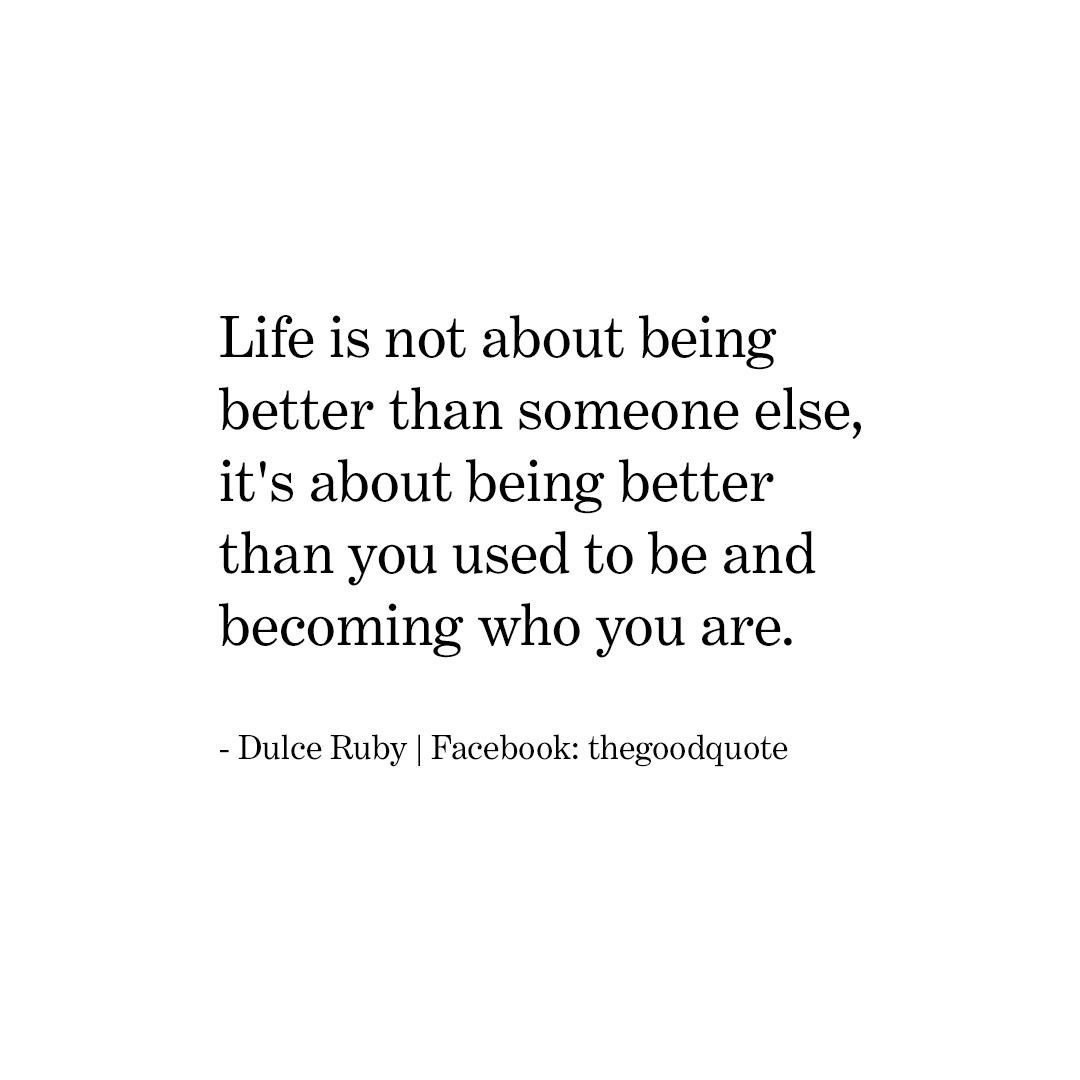 Life is not about being
better than someone else,
it's about being better
than you used to be and
becoming who you are.
- Dulce Ruby | Facebook: thegoodquote